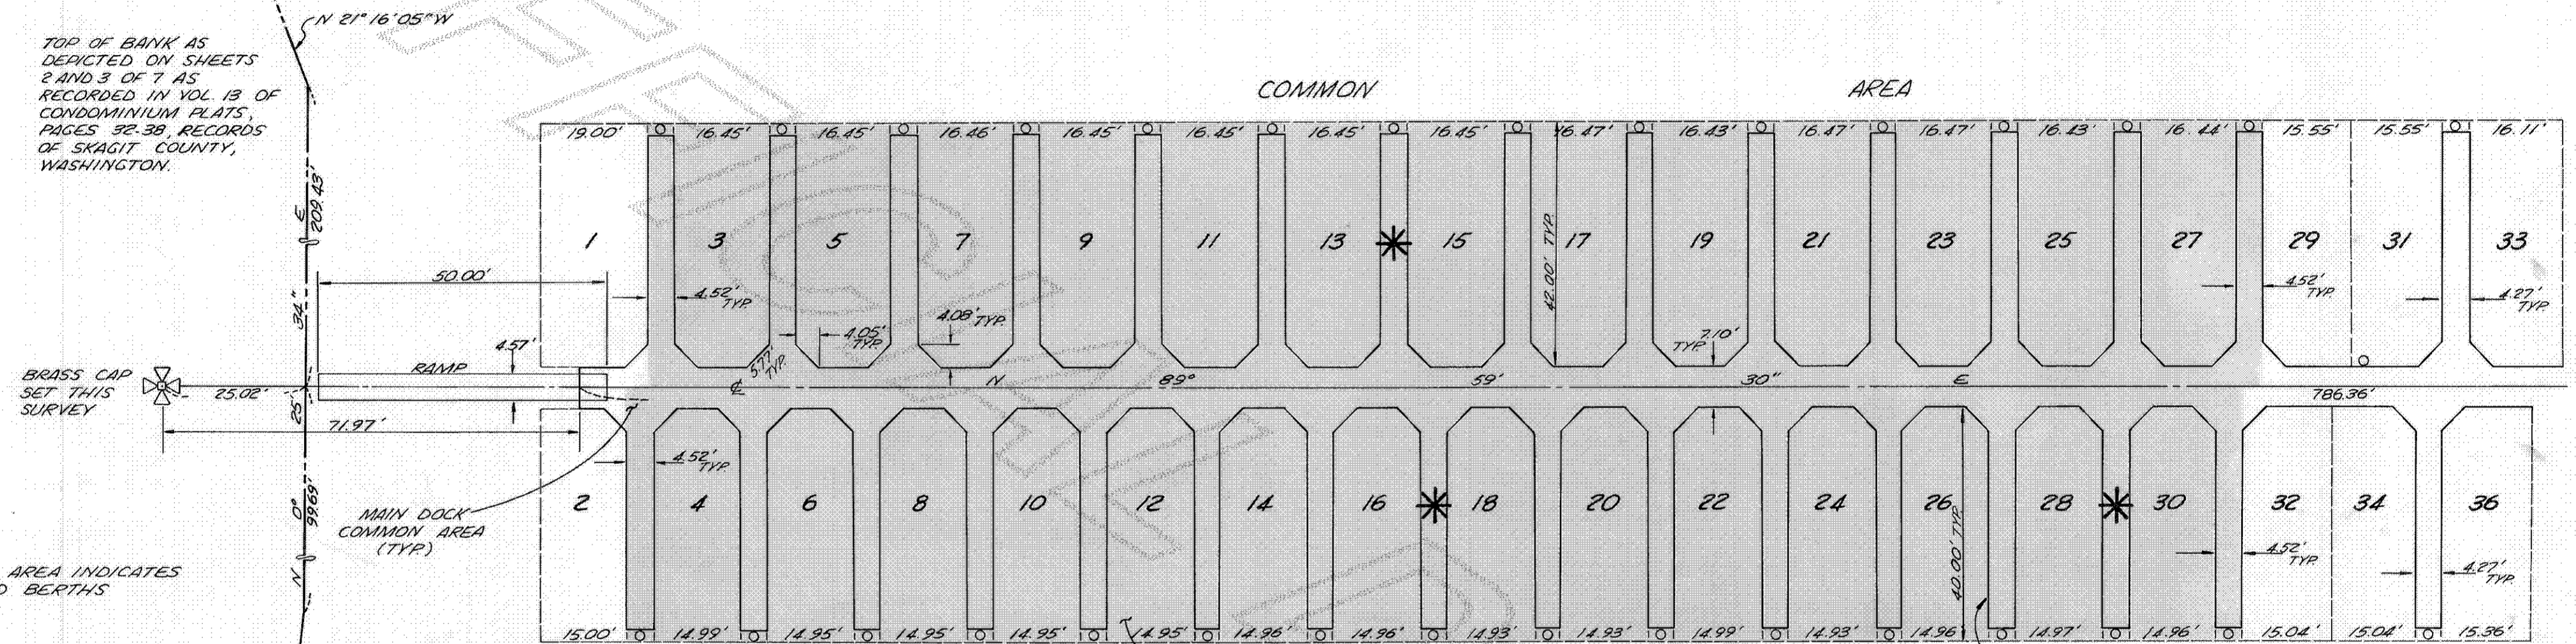 N 21° 16' 05" W
TOP OF BANK AS
DEPICTED ON SHEETS
2 AND 3 OF 7 AS
RECORDED IN VOL. 13 OF
CONDOMINIUM PLATS,
PAGES 32-38, RECORDS
OF SKAGIT COUNTY,
WASHINGTON.
COMMON AREA
19.00' 16.45' 16.45' 16.46' 16.45' 16.45' 16.45' 16.45' 16.47' 16.43' 16.47' 16.47' 16.43' 16.44' 15.55' 15.55' 16.11'
E
209.43'
1 3 5 7 9 11 13 15 17 19 21 23 25 27 29 31 33
42.00' TYP.
50.00'
4.52'
TYP.
4.05'
TYP.
4.08'
TYP.
7.10'
TYP.
4.52'
TYP.
4.27'
TYP.
34"
4.57'
5.77'
TYP.
RAMP
BRASS CAP
SET THIS
SURVEY
25.02'
25'
71.97'
N 89° 59' 30" E
786.36'
4.52'
TYP.
2 4 6 8 10 12 14 16 18 20 22 24 26 28 30 32 34 36
40.00' TYP.
0°
99.69'
N
MAIN DOCK
COMMON AREA
(TYP.)
4.52'
TYP.
4.27'
TYP.
AREA INDICATES
BERTHS
15.00' 14.99' 14.95' 14.95' 14.95' 14.95' 14.96' 14.96' 14.93' 14.93' 14.99' 14.93' 14.96 14.97' 14.96' 15.04' 15.04' 15.36'